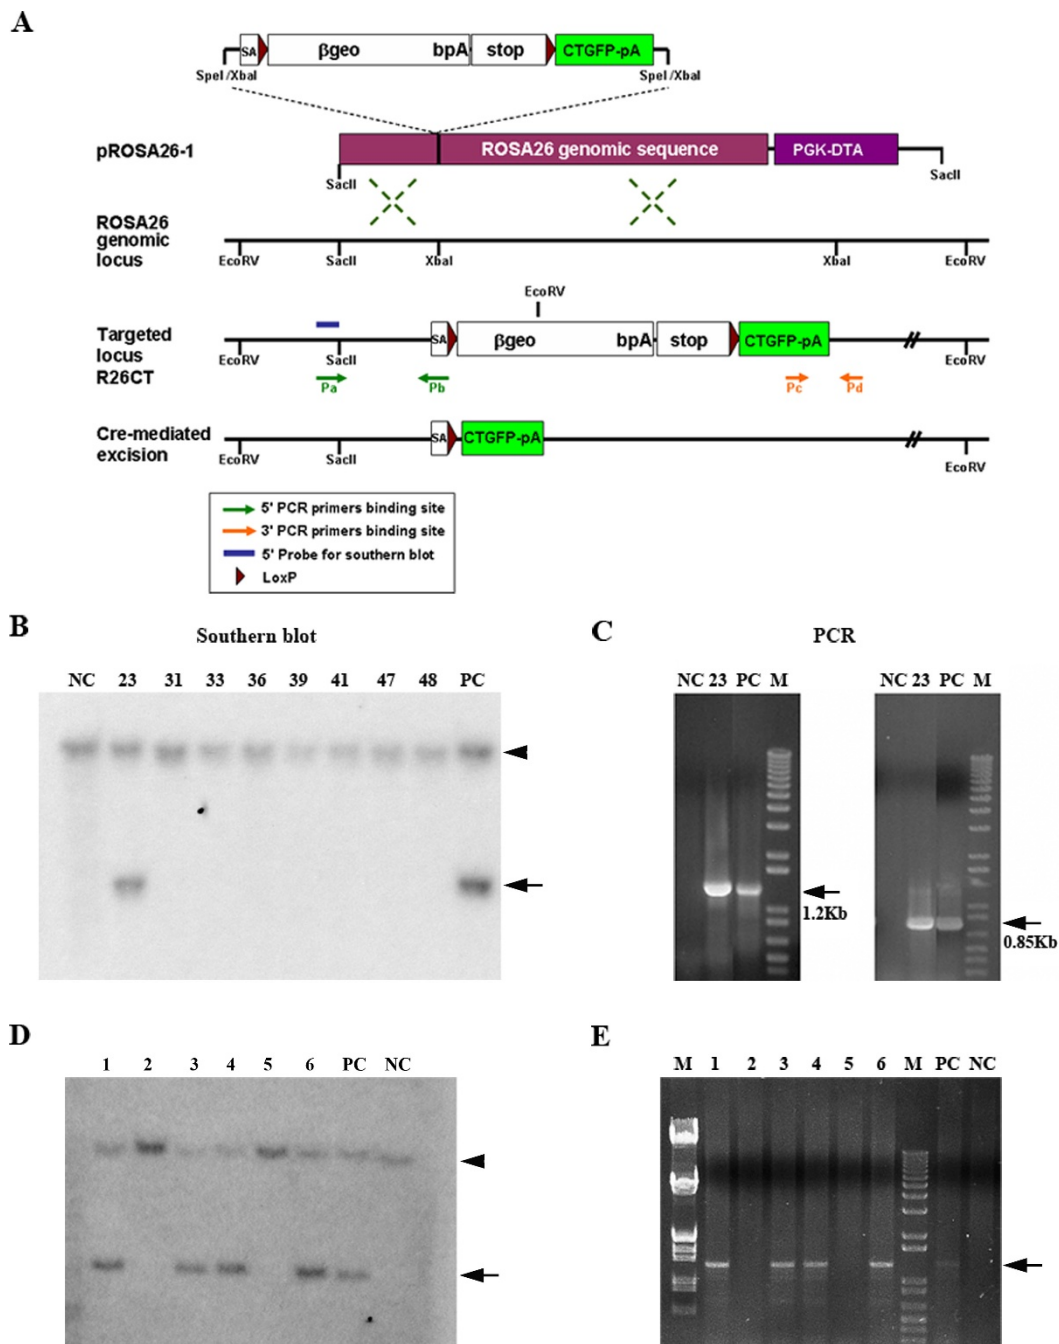 A
SA βgeo bpA stop CTGFP-pA
SpeI /XbaI SpeI /XbaI
pROSA26-1 ROSA26 genomic sequence PGK-DTA
SacII SacII
ROSA26
genomic
locus
EcoRV SacII XbaI XbaI EcoRV
EcoRV
Targeted
locus
R26CT
SA βgeo bpA stop CTGFP-pA
EcoRV SacII EcoRV
Pa Pb Pc Pd
Cre-mediated
excision
SA CTGFP-pA
EcoRV SacII EcoRV
5' PCR primers binding site
3' PCR primers binding site
5' Probe for southern blot
LoxP
B
Southern blot
NC 23 31 33 36 39 41 47 48 PC
C
PCR
NC 23 PC M
1.2Kb
NC 23 PC M
0.85Kb
D
1 2 3 4 5 6 PC NC
E
M 1 2 3 4 5 6 M PC NC